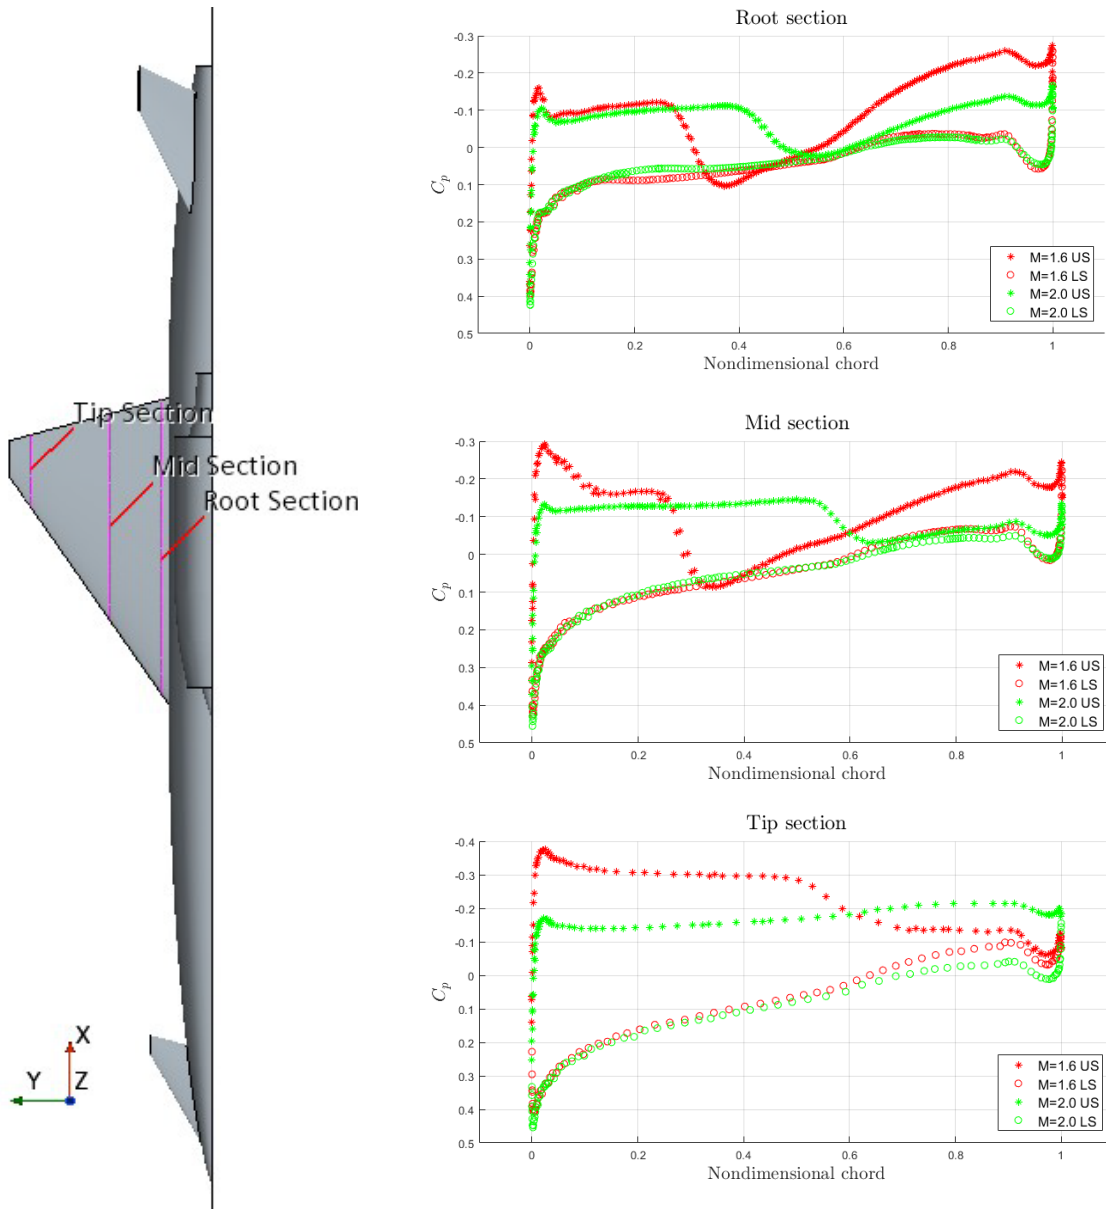 Tip Section
Mid Section
Root Section
X
Y
Z
Root section
-0.3
-0.2
-0.1
0
0.1
0.2
0.3
0.4
0.5
C_p
0
0.2
0.4
0.6
0.8
1
Nondimensional chord
M=1.6 US
M=1.6 LS
M=2.0 US
M=2.0 LS
Mid section
-0.3
-0.2
-0.1
0
0.1
0.2
0.3
0.4
0.5
C_p
0
0.2
0.4
0.6
0.8
1
Nondimensional chord
M=1.6 US
M=1.6 LS
M=2.0 US
M=2.0 LS
Tip section
-0.4
-0.3
-0.2
-0.1
0
0.1
0.2
0.3
0.4
0.5
C_p
0
0.2
0.4
0.6
0.8
1
Nondimensional chord
M=1.6 US
M=1.6 LS
M=2.0 US
M=2.0 LS